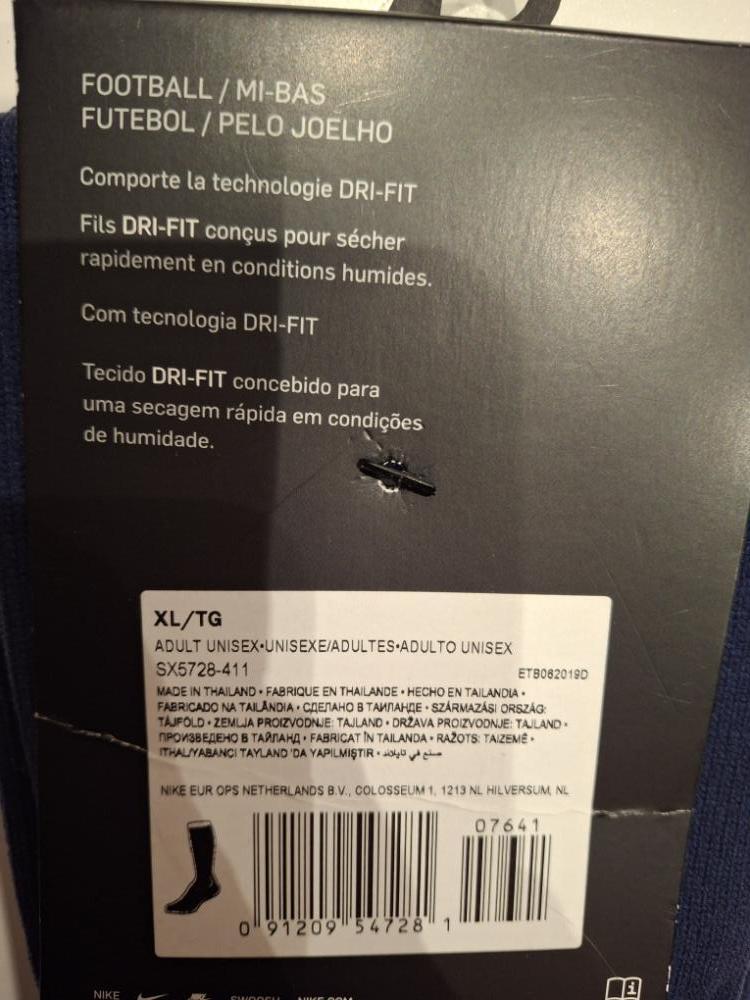 FOOTBALL / MI-BAS
FUTEBOL / PELO JOELHO
Comporte la technologie DRI-FIT
Fils DRI-FIT conçus pour sécher
rapidement en conditions humides.
Com tecnologia DRI-FIT
Tecido DRI-FIT concebido para
uma secagem rápida em condições
de humidade.
XL/TG
ADULT UNISEX•UNISEXE/ADULTES•ADULTO UNISEX
SX5728-411
ETB062019D
MADE IN THAILAND • FABRIQUE EN THAILANDE • HECHO EN TAILANDIA •
FABRICADO NA TAILÂNDIA • СДЕЛАНО В ТАИЛАНДЕ • SZÁRMAZÁSI ORSZÁG:
TÁJFÖLD • ZEMLJA PROIZVODNJE: TAJLAND • DRŽAVA PROIZVODNJE: TAJLAND •
ПРОИЗВЕДЕНО В ТАЙЛАНД • FABRICAT ÎN TAILANDA • RAŽOTS: TAIZEMĒ •
ITHAL/YABANCI TAYLAND 'DA YAPILMIŞTIR • صنع في تايلاند
NIKE EUR OPS NETHERLANDS B.V., COLOSSEUM 1, 1213 NL HILVERSUM, NL
07641
0 91209 54728 1
NIKE
NIKE.COM